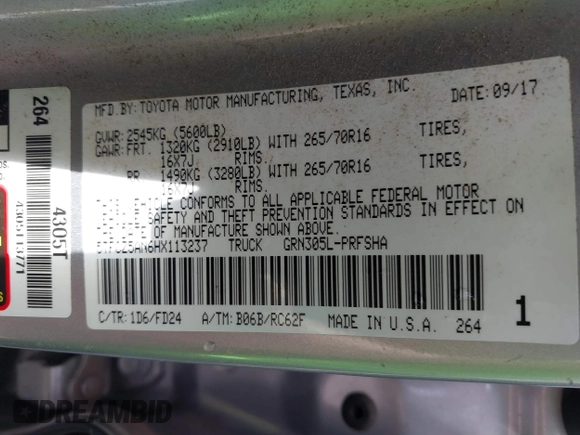 MFD.BY: TOYOTA MOTOR MANUFACTURING, TEXAS, INC. DATE: 09/17
GVWR: 2545KG (5600LB)
GAWR: FRT. 1320KG (2910LB) WITH 265/70R16 TIRES,
16X7J RIMS.
RR. 1490KG (3280LB) WITH 265/70R16 TIRES,
16X7J RIMS.
VEHICLE CONFORMS TO ALL APPLICABLE FEDERAL MOTOR
SAFETY AND THEFT PREVENTION STANDARDS IN EFFECT
OF MANUFACTURE SHOWN ABOVE.
TRUCK GRN305L-PRFSHA
C/TR: 1D6/FD24 A/TM: B06B/RC62F MADE IN U.S.A. 264
1
264
4305T
4305113771
DREAMBID